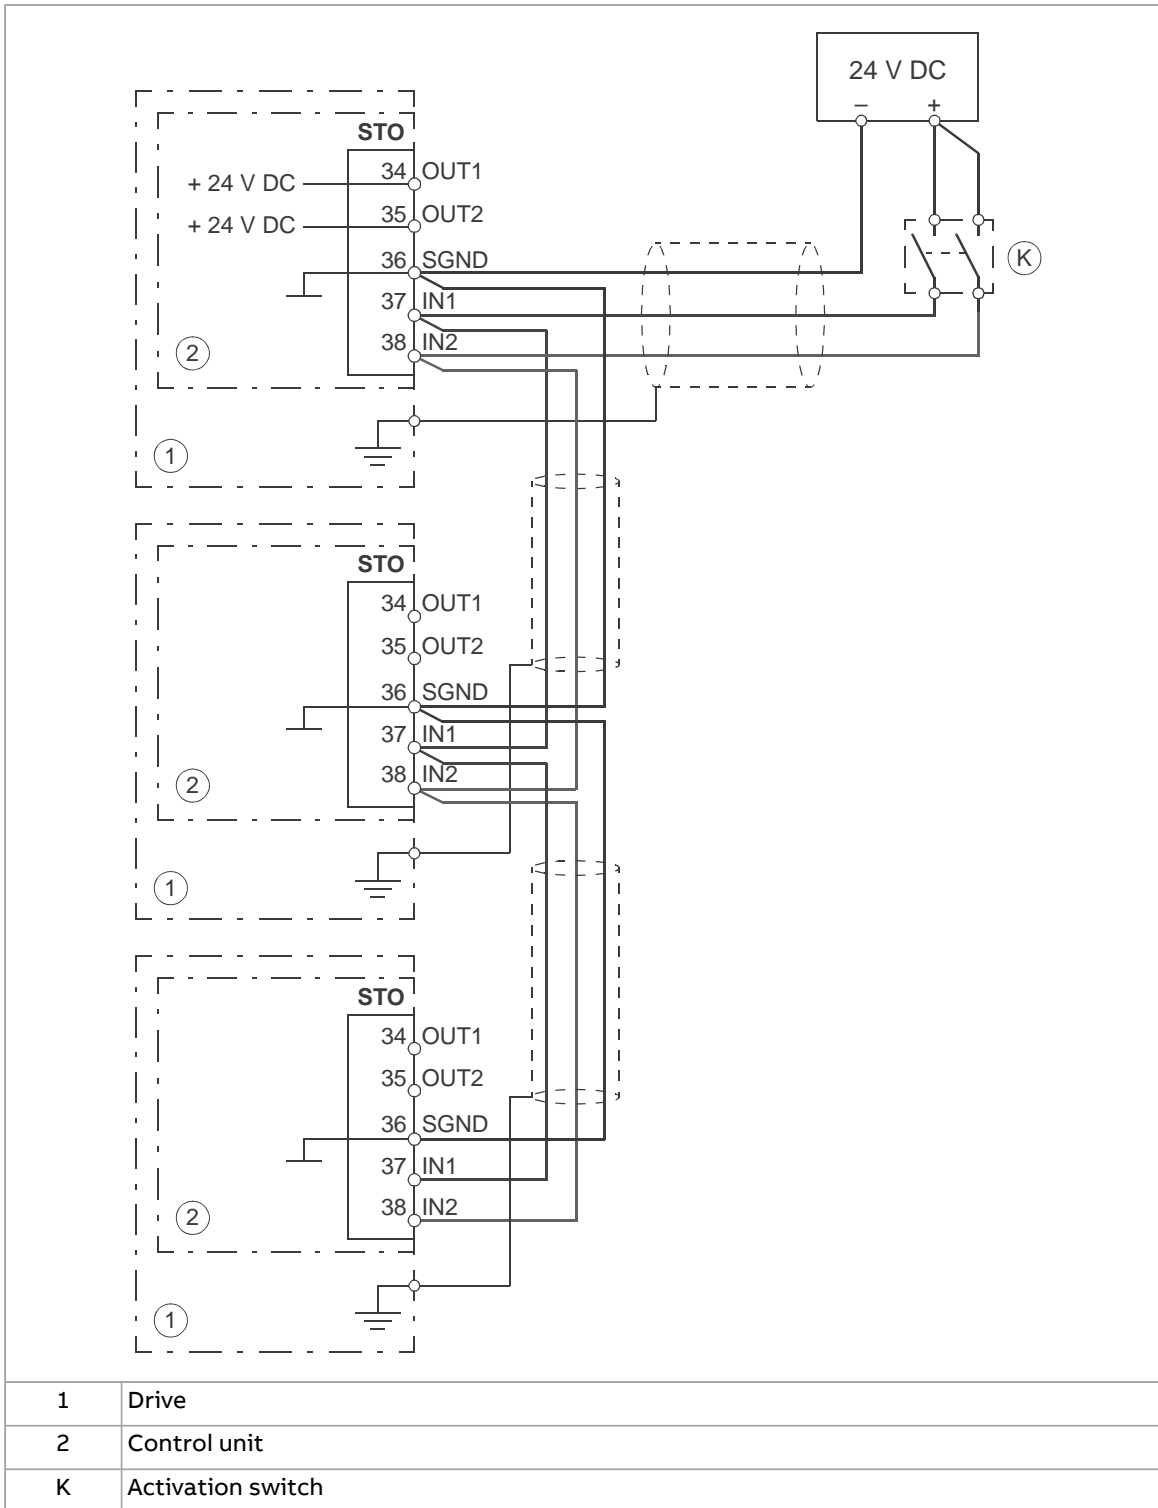 24 V DC
– +
STO
+ 24 V DC 34 OUT1
+ 24 V DC 35 OUT2
36 SGND
37 IN1
38 IN2
K
2
1
STO
34 OUT1
35 OUT2
36 SGND
37 IN1
38 IN2
2
1
STO
34 OUT1
35 OUT2
36 SGND
37 IN1
38 IN2
2
1
1 Drive
2 Control unit
K Activation switch